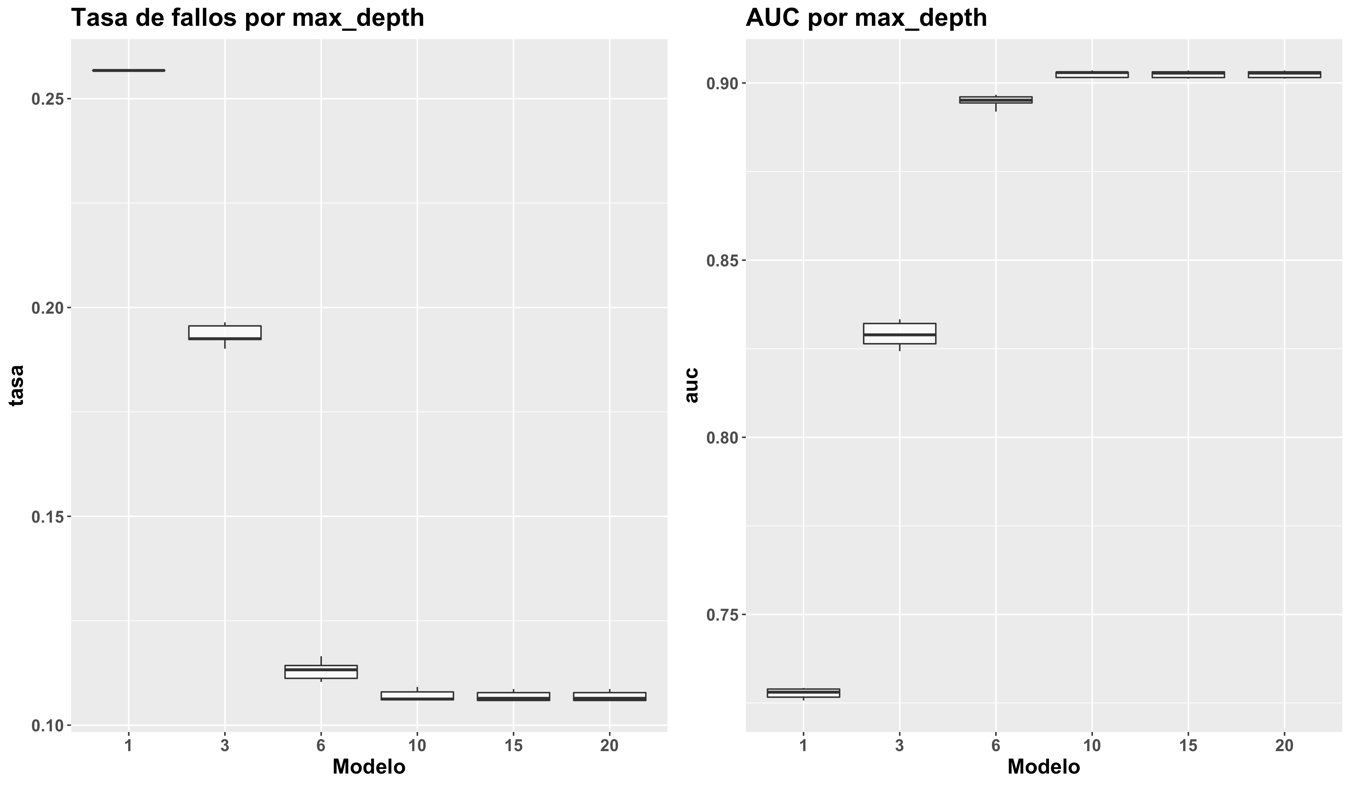 Tasa de fallos por max_depth
0.25
0.20
0.15
0.10
tasa
1 3 6 10 15 20
Modelo
AUC por max_depth
0.90
0.85
0.80
0.75
auc
1 3 6 10 15 20
Modelo